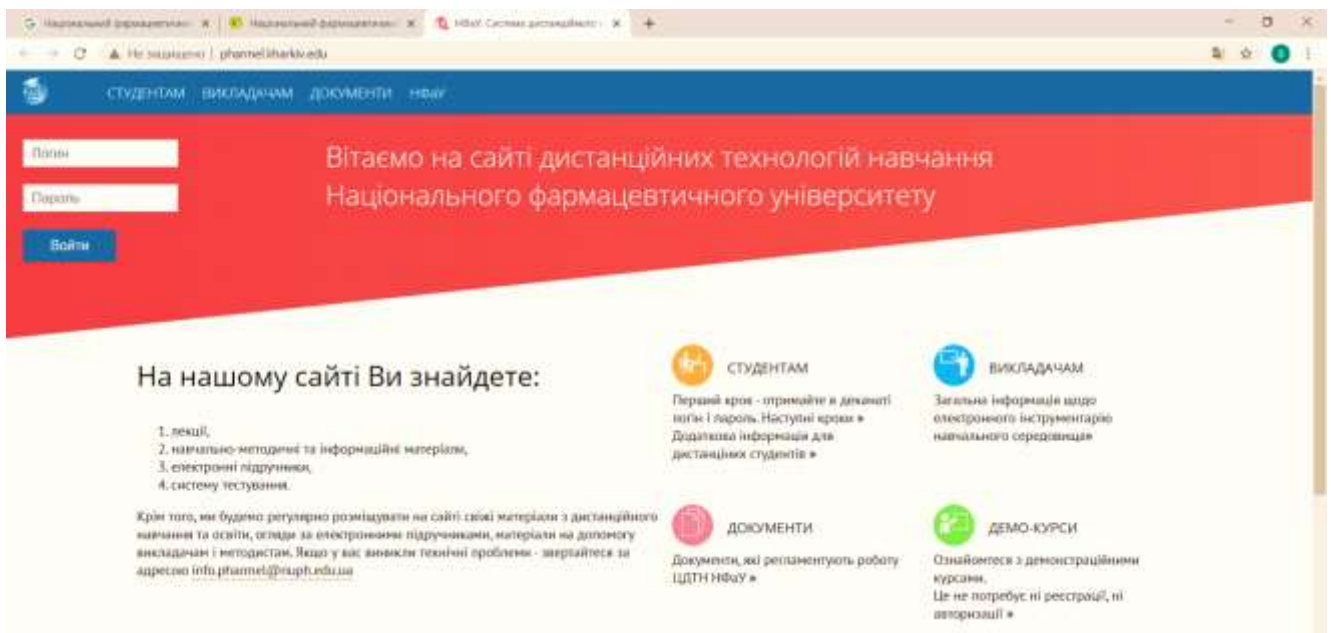 Национальний фармацевтичн
Национальний фармацевтичн
НФаУ. Система дистанційного
Не защищено | pharmel.kharkiv.edu
СТУДЕНТАМ ВИКЛАДАЧАМ ДОКУМЕНТИ НФаУ
Логин
Пароль
Войти
Вітаємо на сайті дистанційних технологій навчання
Національного фармацевтичного університету
На нашому сайті Ви знайдете:
1. лекції,
2. навчально-методичні та інформаційні матеріали,
3. електронні підручники,
4. систему тестування.
Крім того, ми будемо регулярно розміщувати на сайті свіжі матеріали з дистанційного
навчання та освіти, огляди за електронними підручниками, матеріали на допомогу
викладачам і методистам. Якщо у вас виникли технічні проблеми - звертайтеся за
адресою info.pharmel@nuph.edu.ua
СТУДЕНТАМ
Перший крок - отримайте в деканаті
логін і пароль. Наступні кроки »
Додаткова інформація для
дистанціних студентів »
ВИКЛАДАЧАМ
Загальна інформація щодо
електронного інструментарію
навчального середовища»
ДОКУМЕНТИ
Документи, які регламентують роботу
ЦДТН НФаУ »
ДЕМО-КУРСИ
Ознайомтеся з демонстраційними
курсами.
Це не потребує ні реєстрації, ні
авторизації »